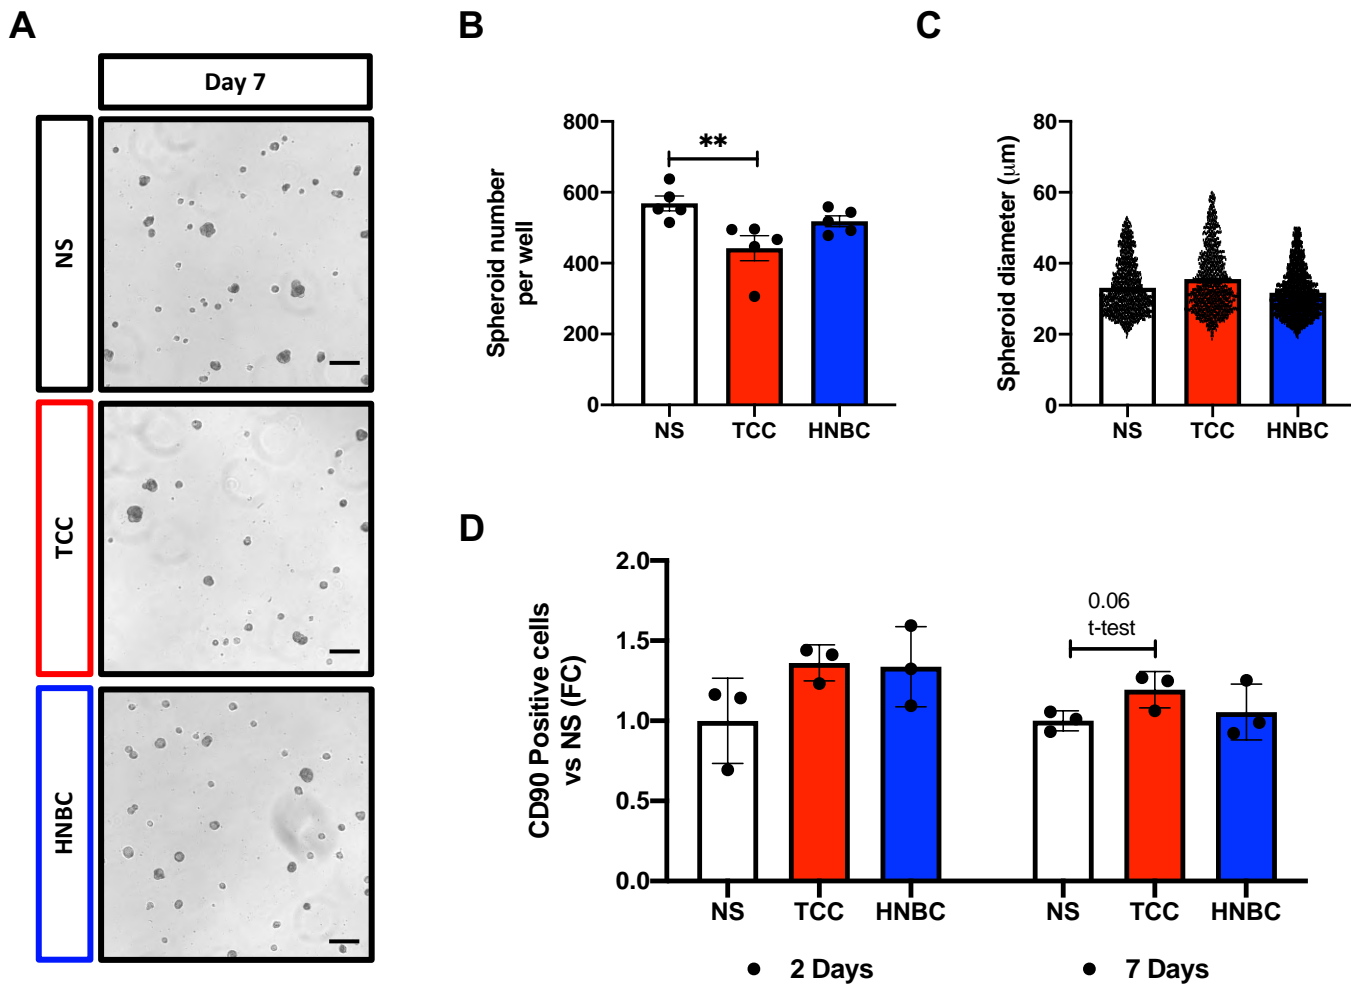 A
Day 7
NS
TCC
HNBC
B
Spheroid number
per well
800
600
400
200
0
**
NS TCC HNBC
C
Spheroid diameter (μm)
80
60
40
20
0
NS TCC HNBC
D
CD90 Positive cells
vs NS (FC)
2.0
1.5
1.0
0.5
0.0
0.06
t-test
NS TCC HNBC NS TCC HNBC
2 Days 7 Days